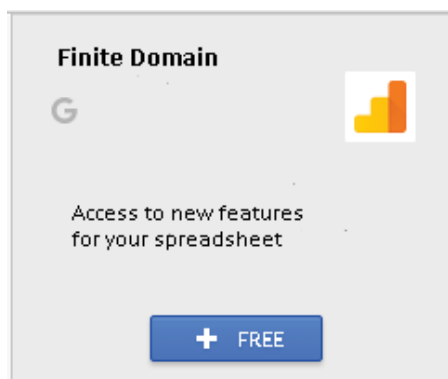 Finite Domain
G
Access to new features
for your spreadsheet
+ FREE